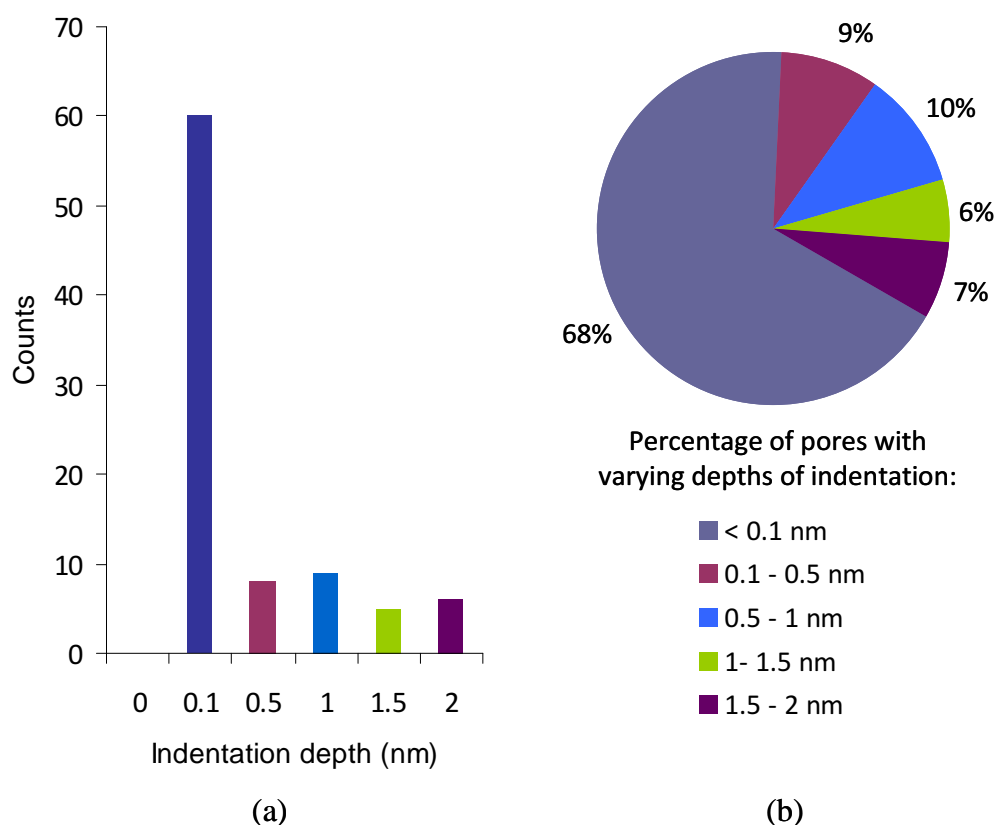 70
60
50
40
30
20
10
0
Counts
0 0.1 0.5 1 1.5 2
Indentation depth (nm)
(a)
9%
10%
6%
7%
68%
Percentage of pores with
varying depths of indentation:
< 0.1 nm
0.1 - 0.5 nm
0.5 - 1 nm
1- 1.5 nm
1.5 - 2 nm
(b)